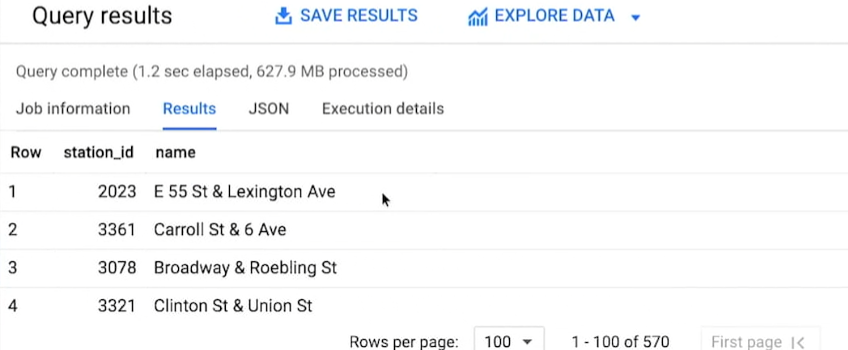 Query results SAVE RESULTS EXPLORE DATA
Query complete (1.2 sec elapsed, 627.9 MB processed)
Job information Results JSON Execution details
Row station_id name
1 2023 E 55 St & Lexington Ave
2 3361 Carroll St & 6 Ave
3 3078 Broadway & Roebling St
4 3321 Clinton St & Union St
Rows per page: 100 1 - 100 of 570 First page